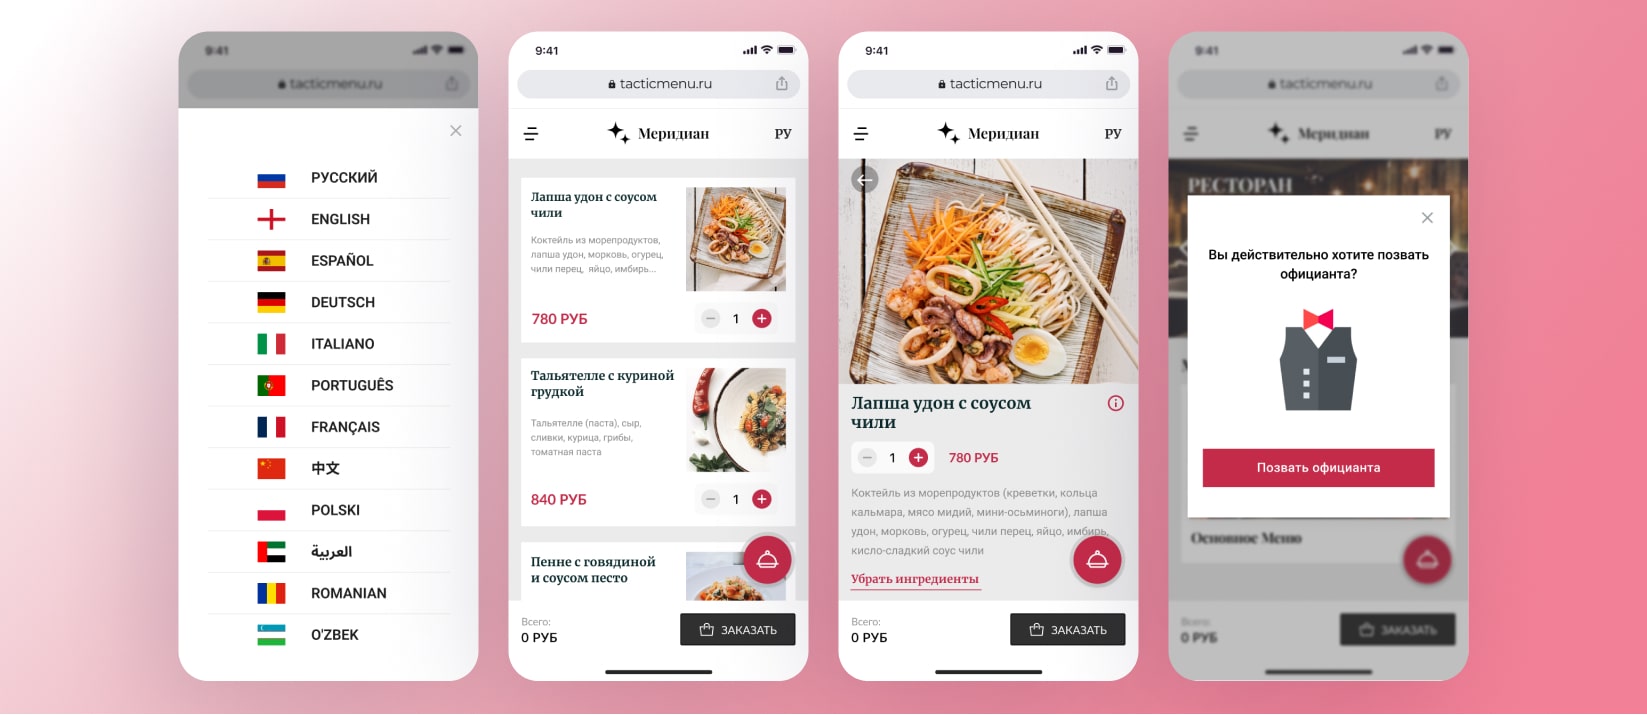 9:41
tacticmenu.ru
РУССКИЙ
ENGLISH
ESPAÑOL
DEUTSCH
ITALIANO
PORTUGUÊS
FRANÇAIS
中文
POLSKI
العربية
ROMANIAN
O'ZBEK
9:41
tacticmenu.ru
Меридиан
РУ
Лапша удон с соусом
чили
Коктейль из морепродуктов,
лапша удон, морковь, огурец,
чили перец, яйцо, имбирь...
780 РУБ
1
Тальятелле с куриной
грудкой
Тальятелле (паста), сыр,
сливки, курица, грибы,
томатная паста
840 РУБ
1
Пенне с говядиной
и соусом песто
Всего:
0 РУБ
ЗАКАЗАТЬ
9:41
tacticmenu.ru
Меридиан
РУ
Лапша удон с соусом
чили
1
780 РУБ
Коктейль из морепродуктов (креветки, кольца
кальмара, мясо мидий, мини-осьминоги), лапша
удон, морковь, огурец, чили перец, яйцо, имбирь,
кисло-сладкий соус чили
Убрать ингредиенты
Всего:
0 РУБ
ЗАКАЗАТЬ
9:41
tacticmenu.ru
Меридиан
РУ
РЕСТОРАН
Вы действительно хотите позвать
официанта?
Позвать официанта
Основное Меню
Всего:
0 РУБ
ЗАКАЗАТЬ